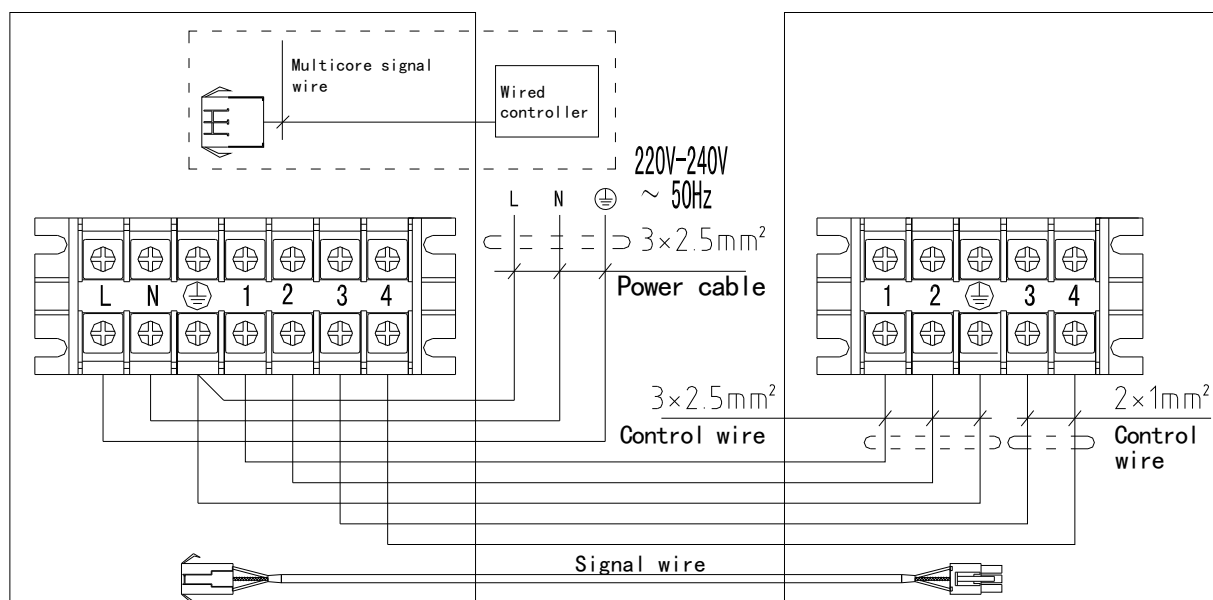 Multicore signal
wire
Wired
controller
220V-240V
~ 50Hz
L N
3×2.5mm²
Power cable
L N 1 2 3 4
1 2 3 4
3×2.5mm²
Control wire
2×1mm²
Control
wire
Signal wire